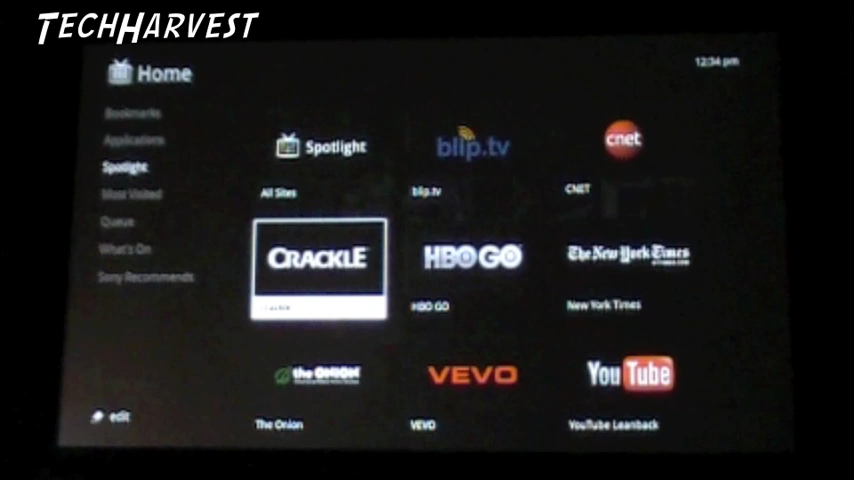 TECHHARVEST
Home
12:34 pm
Bookmarks
Applications
Spotlight
Most Visited
Queue
What's On
Sony Recommends
edit
Spotlight
All Sites
blip.tv
blip.tv
cnet
CNET
CRACKLE
HBO GO
HBO GO
The New York Times
New York Times
the ONION
The Onion
VEVO
VEVO
YouTube
YouTube Leanback